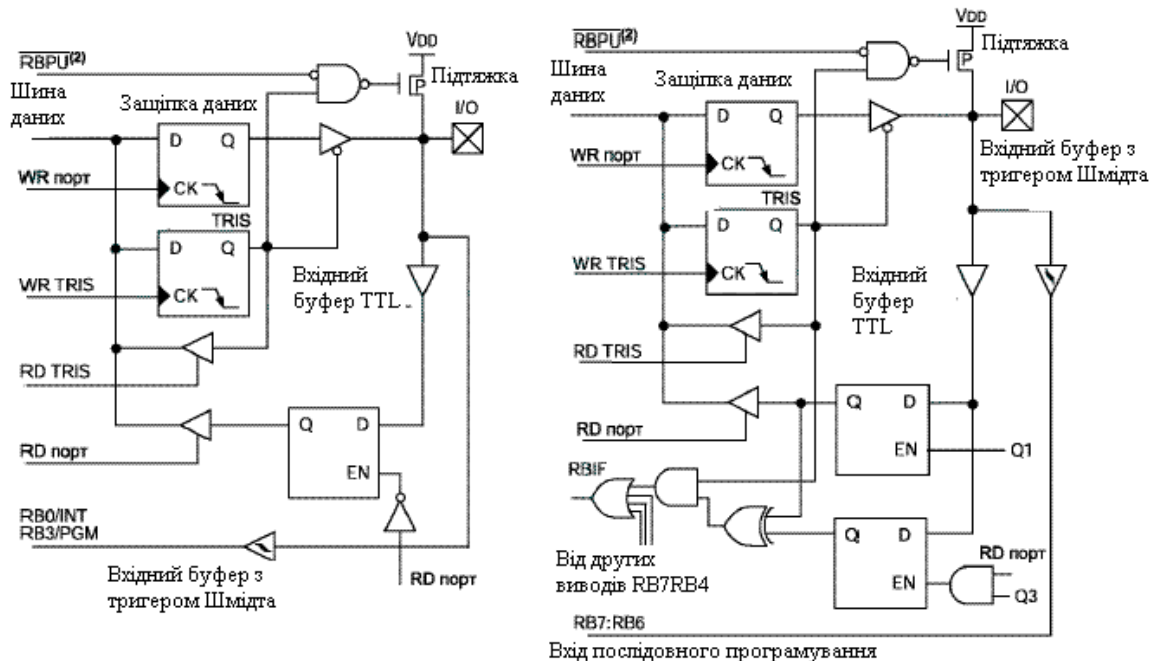 RBPU(2)
VDD
Підтяжка
Шина
даних
Защіпка даних
I/O
D Q
WR порт
CK
TRIS
D Q
WR TRIS
CK
Вхідний
буфер TTL
RD TRIS
Q D
RD порт
EN
RB0/INT
RB3/PGM
RD порт
Вхідний буфер з
тригером Шмідта
RBPU(2)
VDD
Підтяжка
Шина
даних
Защіпка даних
I/O
D Q
Вхідний буфер з
тригером Шмідта
WR порт
CK
TRIS
D Q
WR TRIS
CK
Вхідний
буфер
TTL
RD TRIS
Q D
RD порт
EN
Q1
RBIF
Q D
Від других
виводів RB7RB4
RD порт
EN
Q3
RB7:RB6
Вхід послідовного програмування
P
P